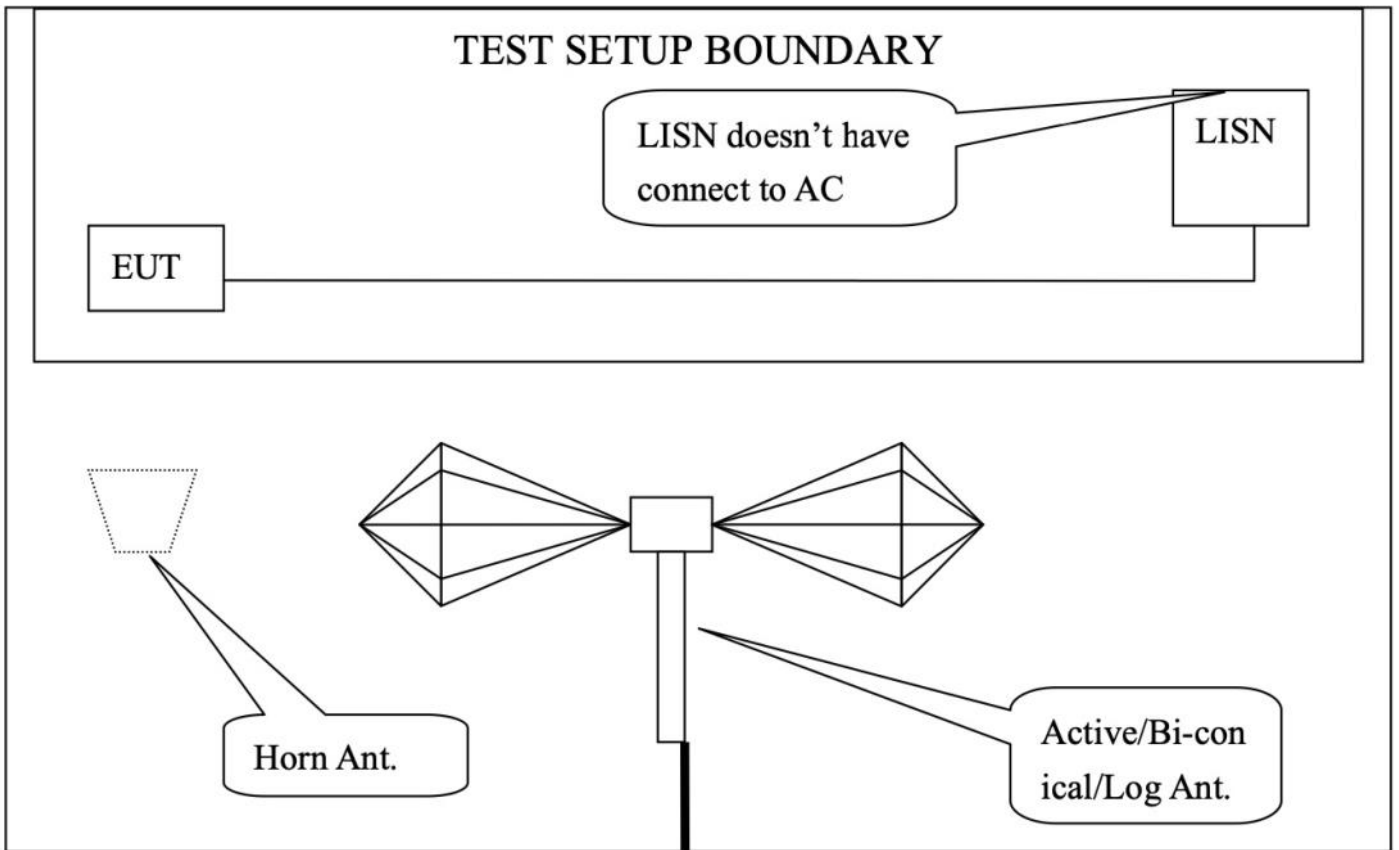 TEST SETUP BOUNDARY
LISN doesn’t have
connect to AC
LISN
EUT
Horn Ant.
Active/Bi-con
ical/Log Ant.